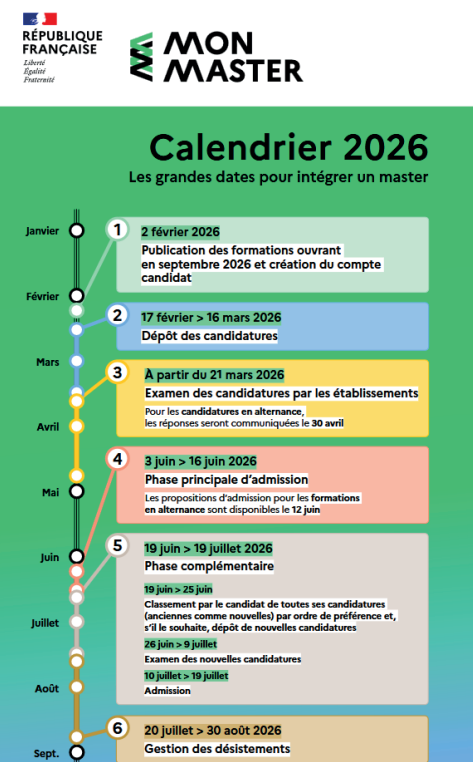 RÉPUBLIQUE
FRANÇAISE
Liberté
Égalité
Fraternité
MON
MASTER
Calendrier 2026
Les grandes dates pour intégrer un master
Janvier
Février
Mars
Avril
Mai
Juin
Juillet
Août
Sept.
1
2 février 2026
Publication des formations ouvrant
en septembre 2026 et création du compte
candidat
2
17 février > 16 mars 2026
Dépôt des candidatures
3
À partir du 21 mars 2026
Examen des candidatures par les établissements
Pour les candidatures en alternance,
les réponses seront communiquées le 30 avril
4
3 juin > 16 juin 2026
Phase principale d’admission
Les propositions d’admission pour les formations
en alternance sont disponibles le 12 juin
5
19 juin > 19 juillet 2026
Phase complémentaire
19 juin > 25 juin
Classement par le candidat de toutes ses candidatures
(anciennes comme nouvelles) par ordre de préférence et,
s’il le souhaite, dépôt de nouvelles candidatures
26 juin > 9 juillet
Examen des nouvelles candidatures
10 juillet > 19 juillet
Admission
6
20 juillet > 30 août 2026
Gestion des désistements